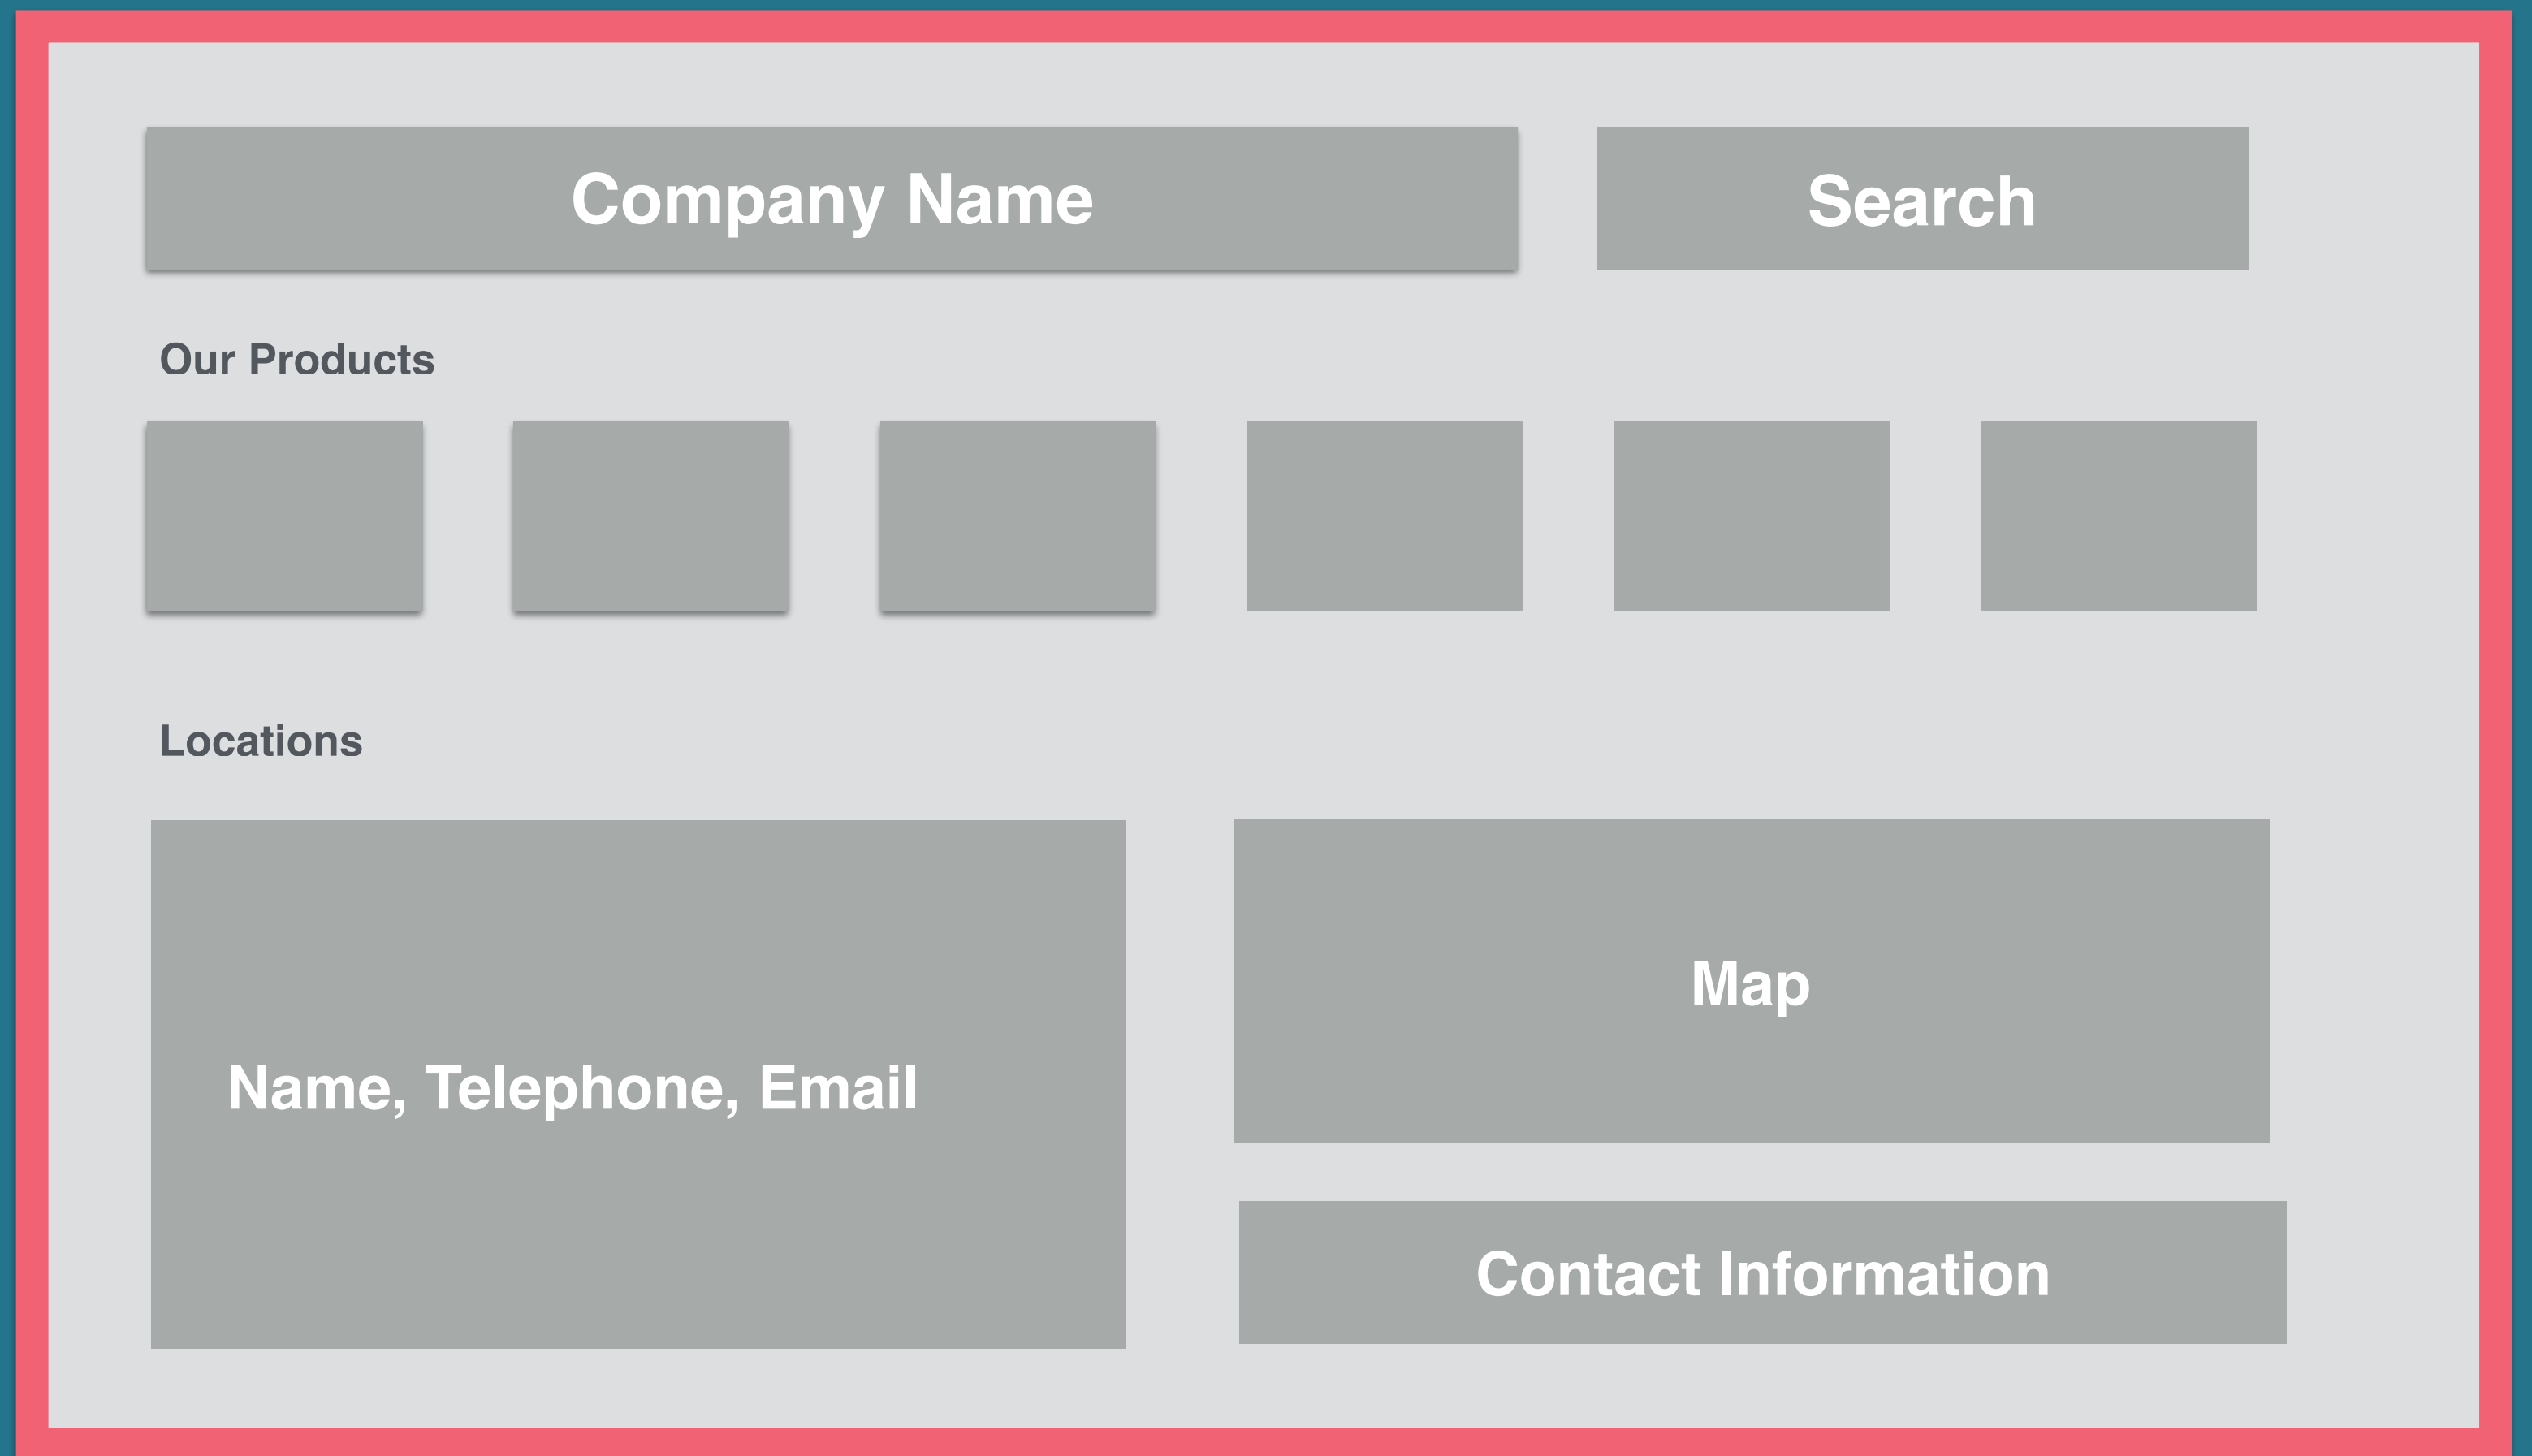 Company Name
Search
Our Products
Locations
Name, Telephone, Email
Map
Contact Information